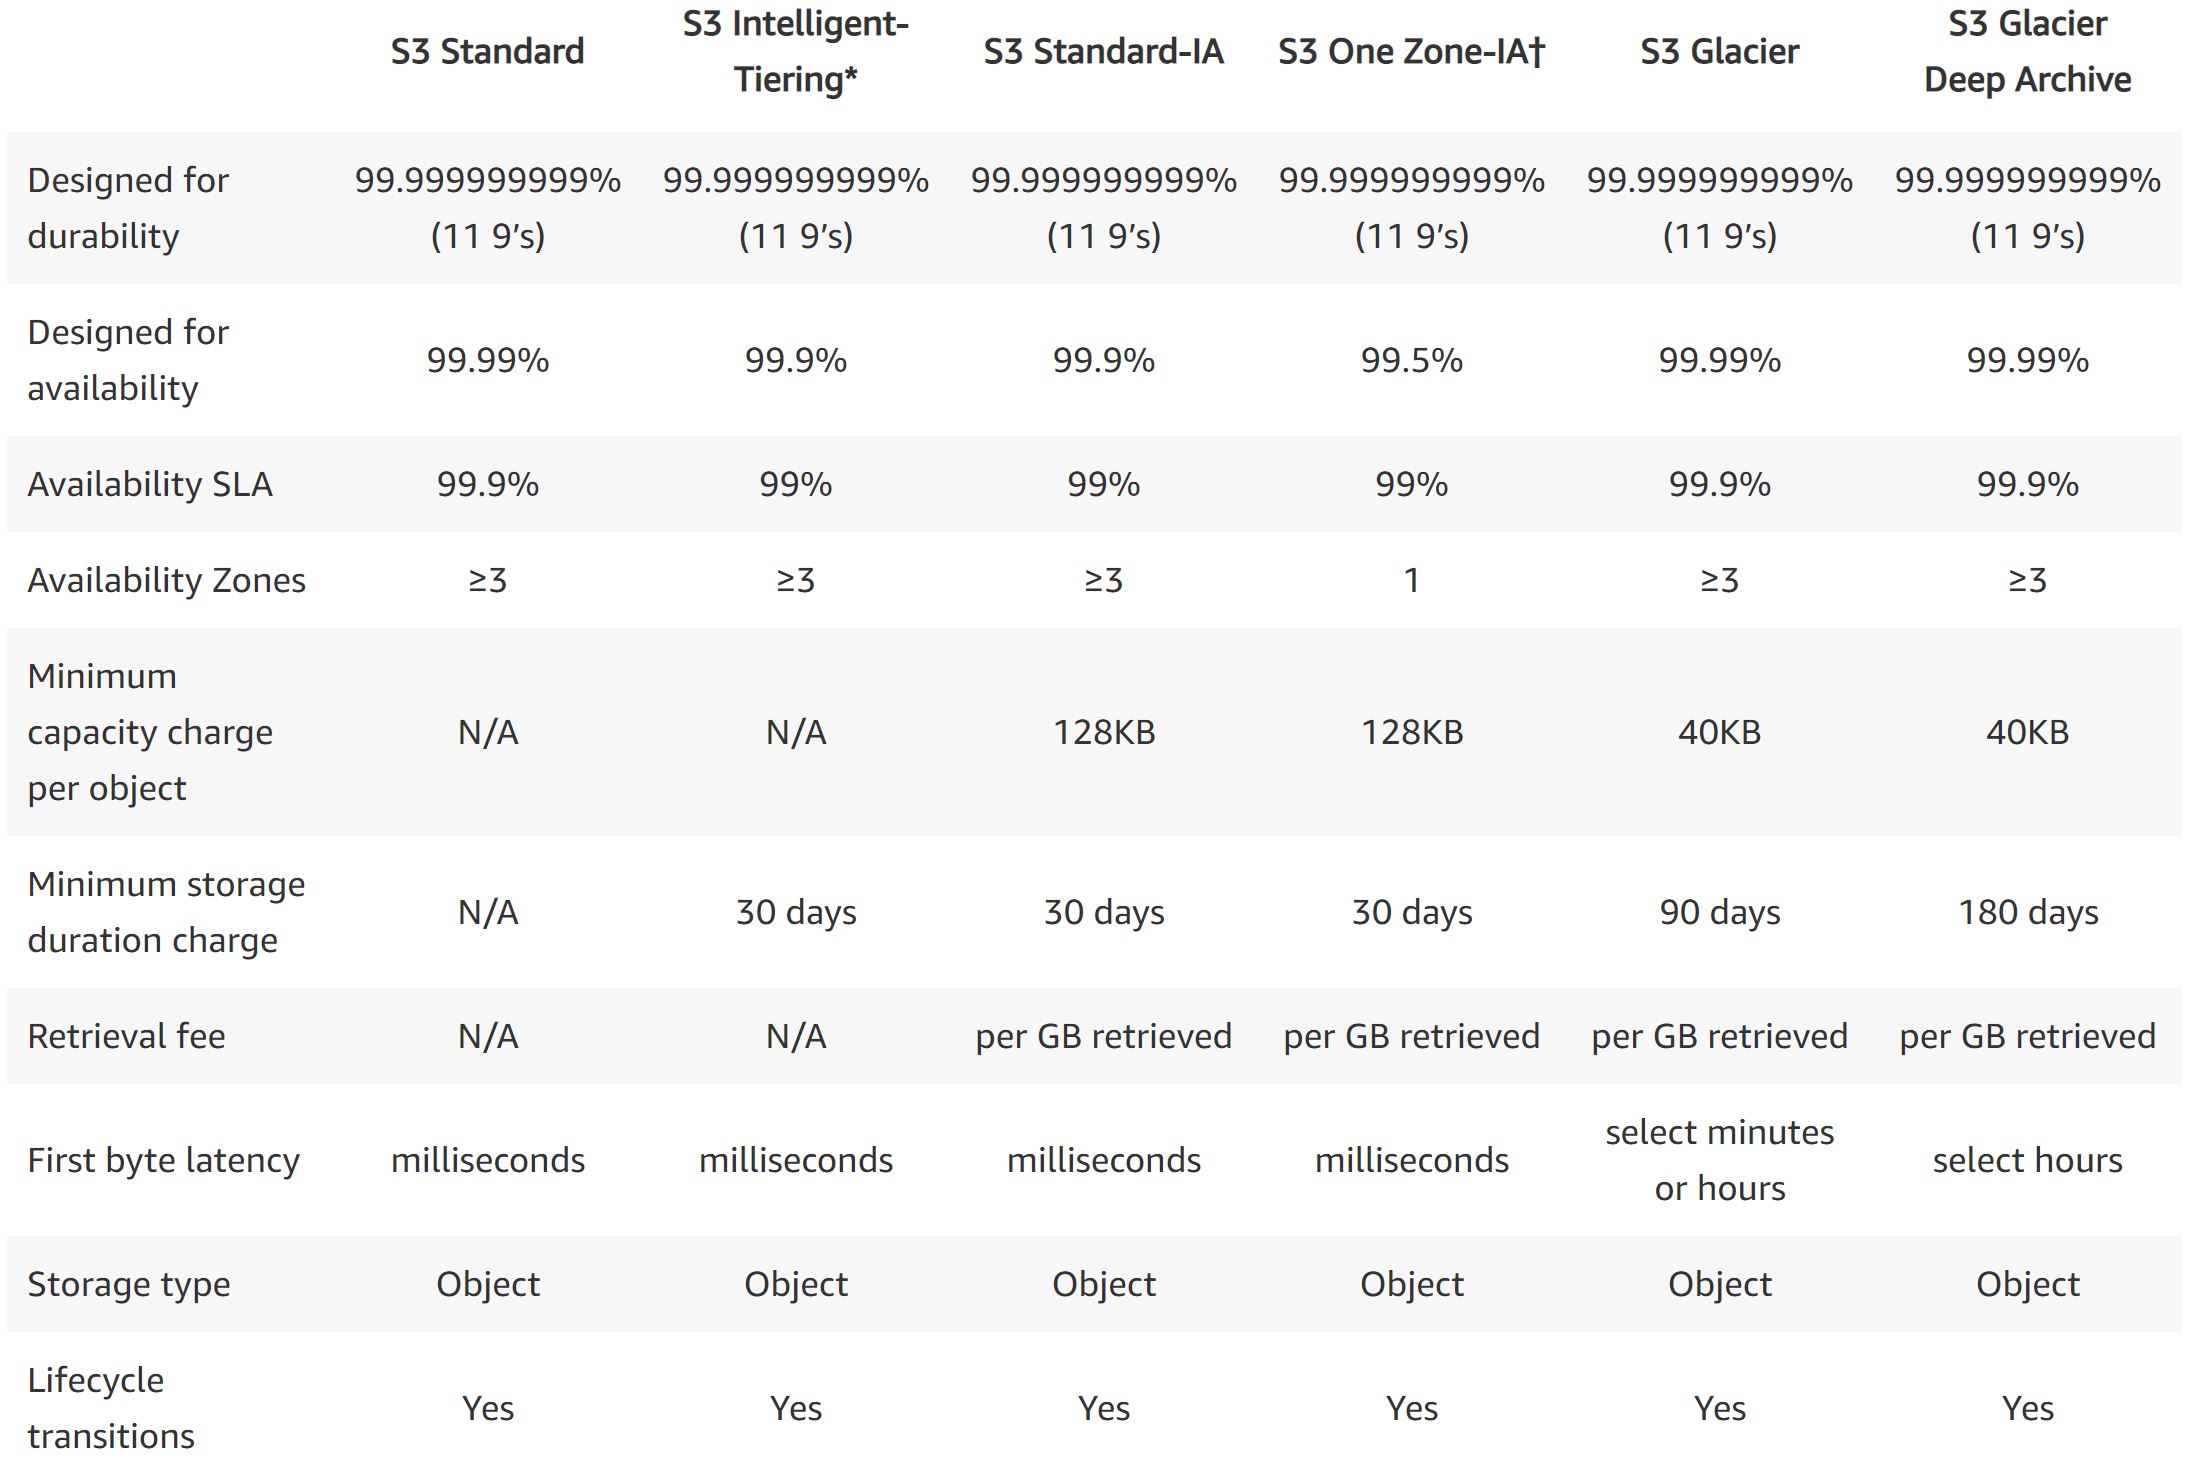 S3 Standard
S3 Intelligent-
Tiering*
S3 Standard-IA
S3 One Zone-IA†
S3 Glacier
S3 Glacier
Deep Archive
Designed for
durability
99.999999999%
(11 9’s)
99.999999999%
(11 9’s)
99.999999999%
(11 9’s)
99.999999999%
(11 9’s)
99.999999999%
(11 9’s)
99.999999999%
(11 9’s)
Designed for
availability
99.99%
99.9%
99.9%
99.5%
99.99%
99.99%
Availability SLA
99.9%
99%
99%
99%
99.9%
99.9%
Availability Zones
≥3
≥3
≥3
1
≥3
≥3
Minimum
capacity charge
per object
N/A
N/A
128KB
128KB
40KB
40KB
Minimum storage
duration charge
N/A
30 days
30 days
30 days
90 days
180 days
Retrieval fee
N/A
N/A
per GB retrieved
per GB retrieved
per GB retrieved
per GB retrieved
First byte latency
milliseconds
milliseconds
milliseconds
milliseconds
select minutes
or hours
select hours
Storage type
Object
Object
Object
Object
Object
Object
Lifecycle
transitions
Yes
Yes
Yes
Yes
Yes
Yes